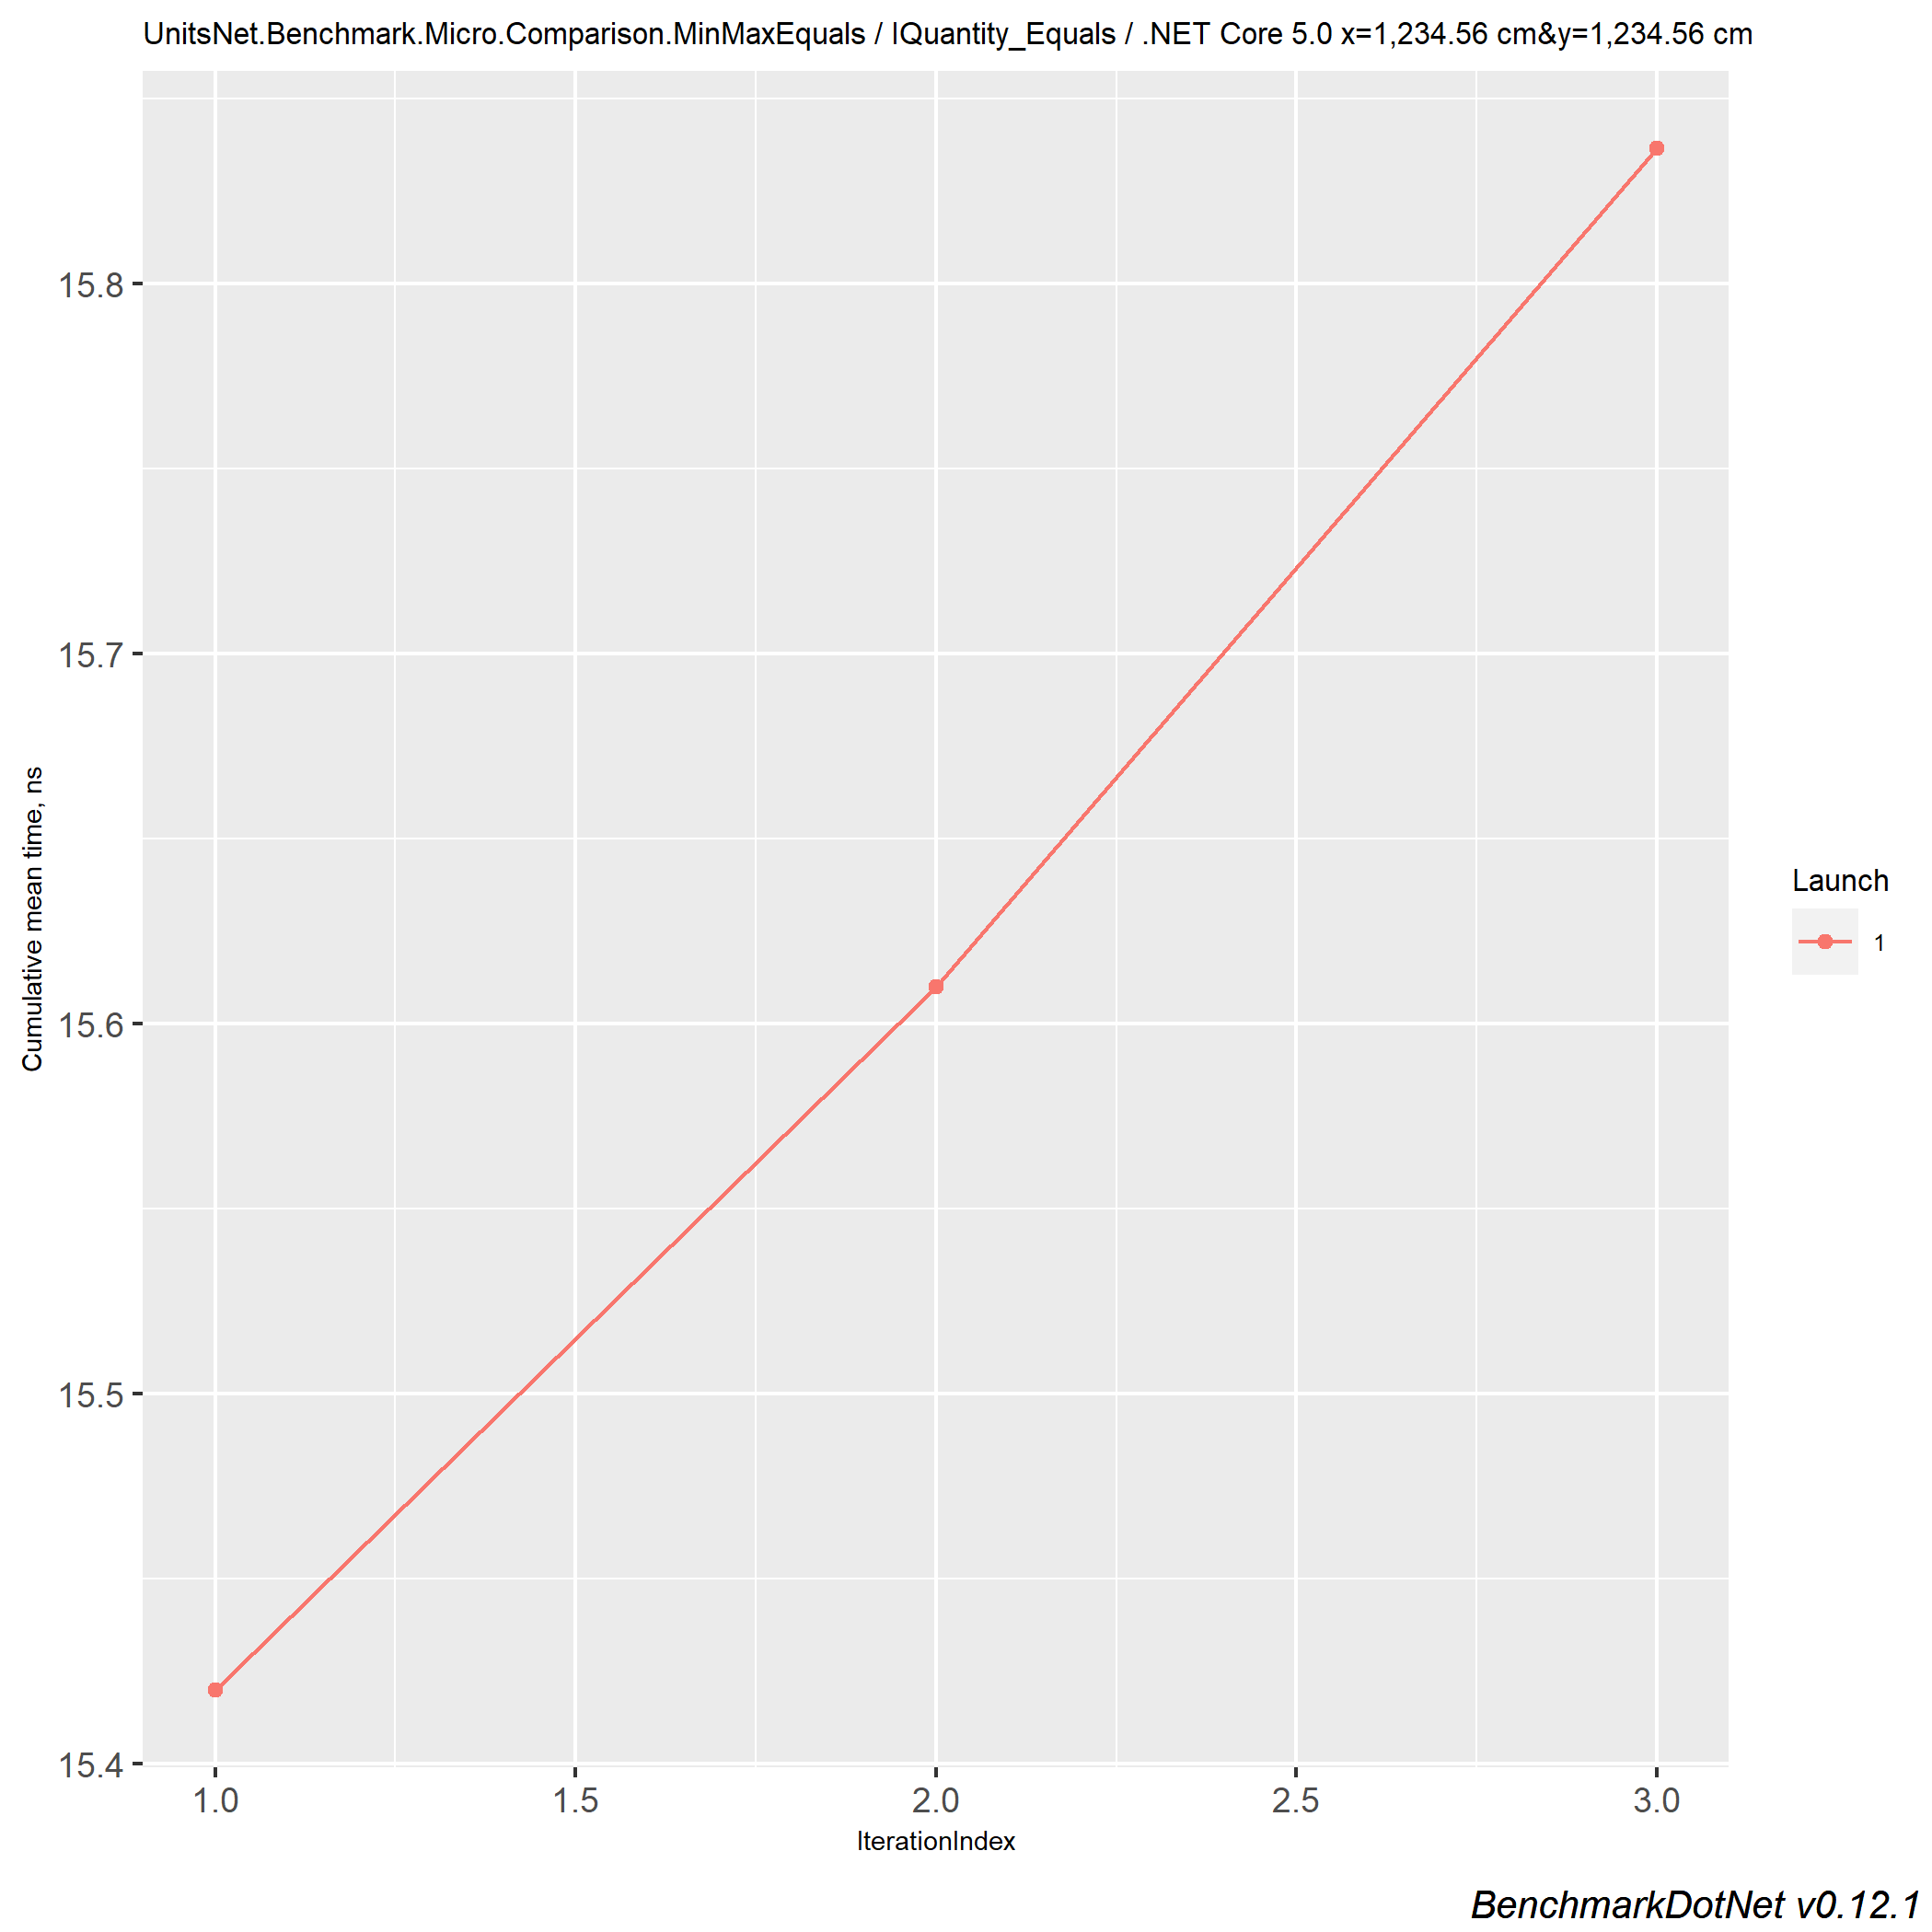 UnitsNet.Benchmark.Micro.Comparison.MinMaxEquals / IQuantity_Equals / .NET Core 5.0 x=1,234.56 cm&y=1,234.56 cm
Cumulative mean time, ns
15.8
15.7
15.6
15.5
15.4
1.0
1.5
2.0
2.5
3.0
IterationIndex
Launch
1
BenchmarkDotNet v0.12.1